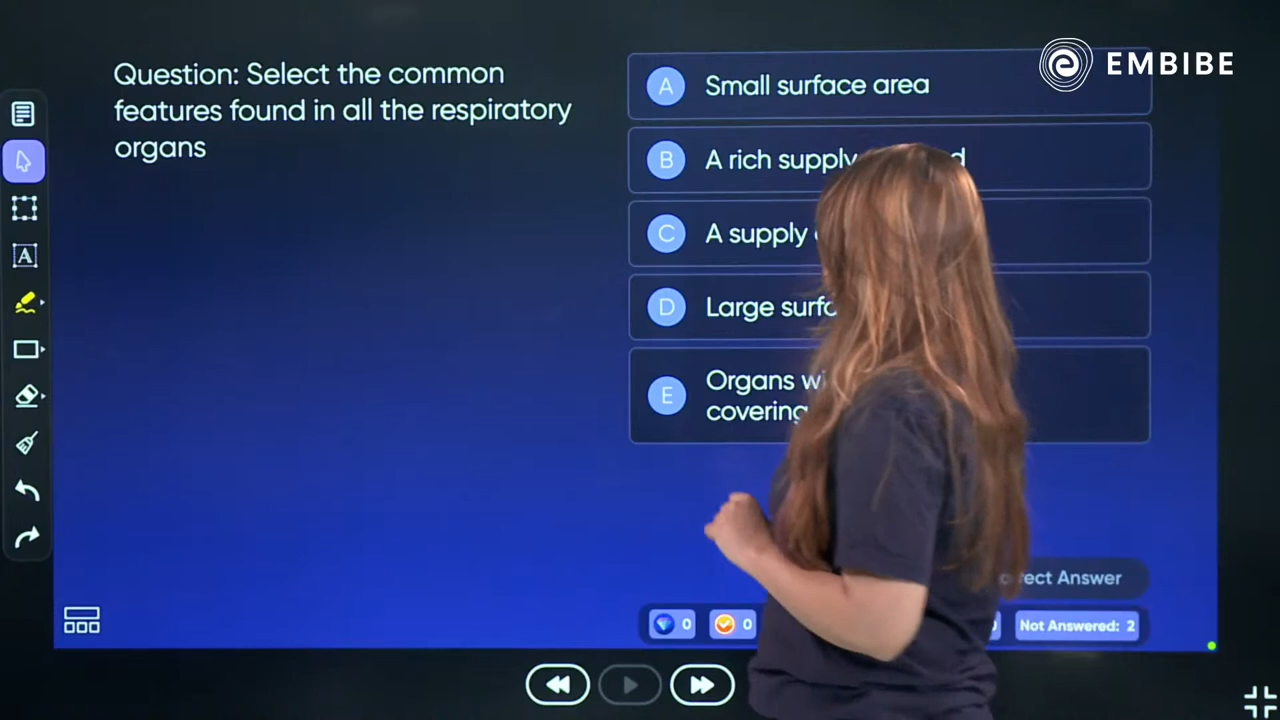 EMBIBE
Question: Select the common
features found in all the respiratory
organs
A Small surface area
B A rich supply
C A supply
D Large
E Organs
covering
Answer
0
0
Not Answered: 2
A